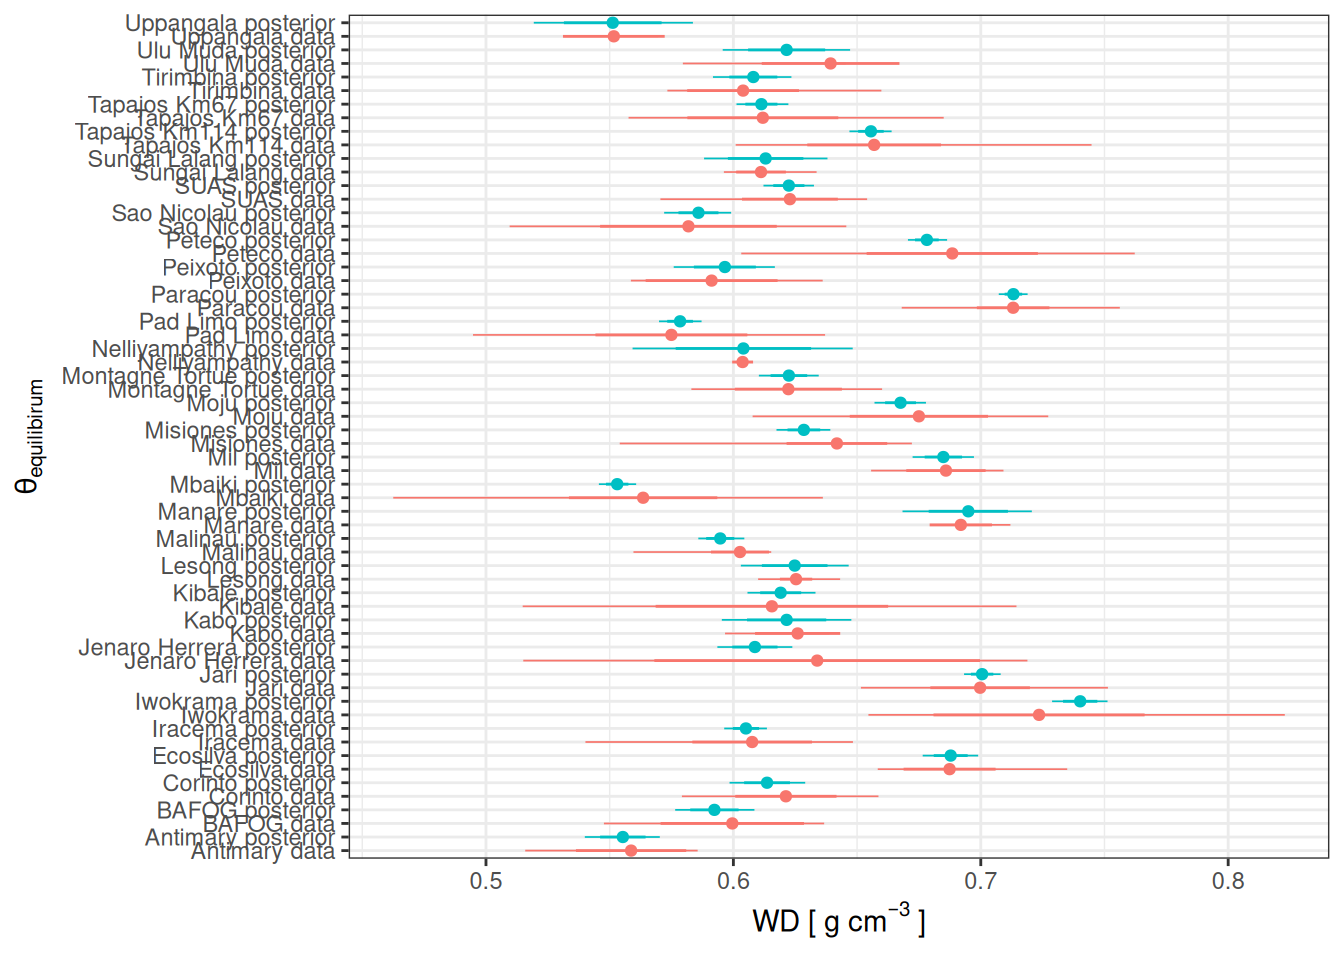 Uppangala posterior
Uppangala data
Ulu Muda posterior
Ulu Muda data
Tirimbina posterior
Tirimbina data
Tapajos Km67 posterior
Tapajos Km67 data
Tapajos Km114 posterior
Tapajos Km114 data
Sungai Lalang posterior
Sungai Lalang data
SUAS posterior
SUAS data
Sao Nicolau posterior
Sao Nicolau data
Peteco posterior
Peteco data
Peixoto posterior
Peixoto data
Paracou posterior
Paracou data
Pad Limo posterior
Pad Limo data
Nelliyampathy posterior
Nelliyampathy data
Montagne Tortue posterior
Montagne Tortue data
Moju posterior
Moju data
Misiones posterior
Misiones data
Mil posterior
Mil data
Mbaiki posterior
Mbaiki data
Manare posterior
Manare data
Malinau posterior
Malinau data
Lesong posterior
Lesong data
Kibale posterior
Kibale data
Kabo posterior
Kabo data
Jenaro Herrera posterior
Jenaro Herrera data
Jari posterior
Jari data
Iwokrama posterior
Iwokrama data
Iracema posterior
Iracema data
Ecosilva posterior
Ecosilva data
Corinto posterior
Corinto data
BAFOG posterior
BAFOG data
Antimary posterior
Antimary data
θequilibirum
0.5 0.6 0.7 0.8
WD [ g cm⁻³ ]